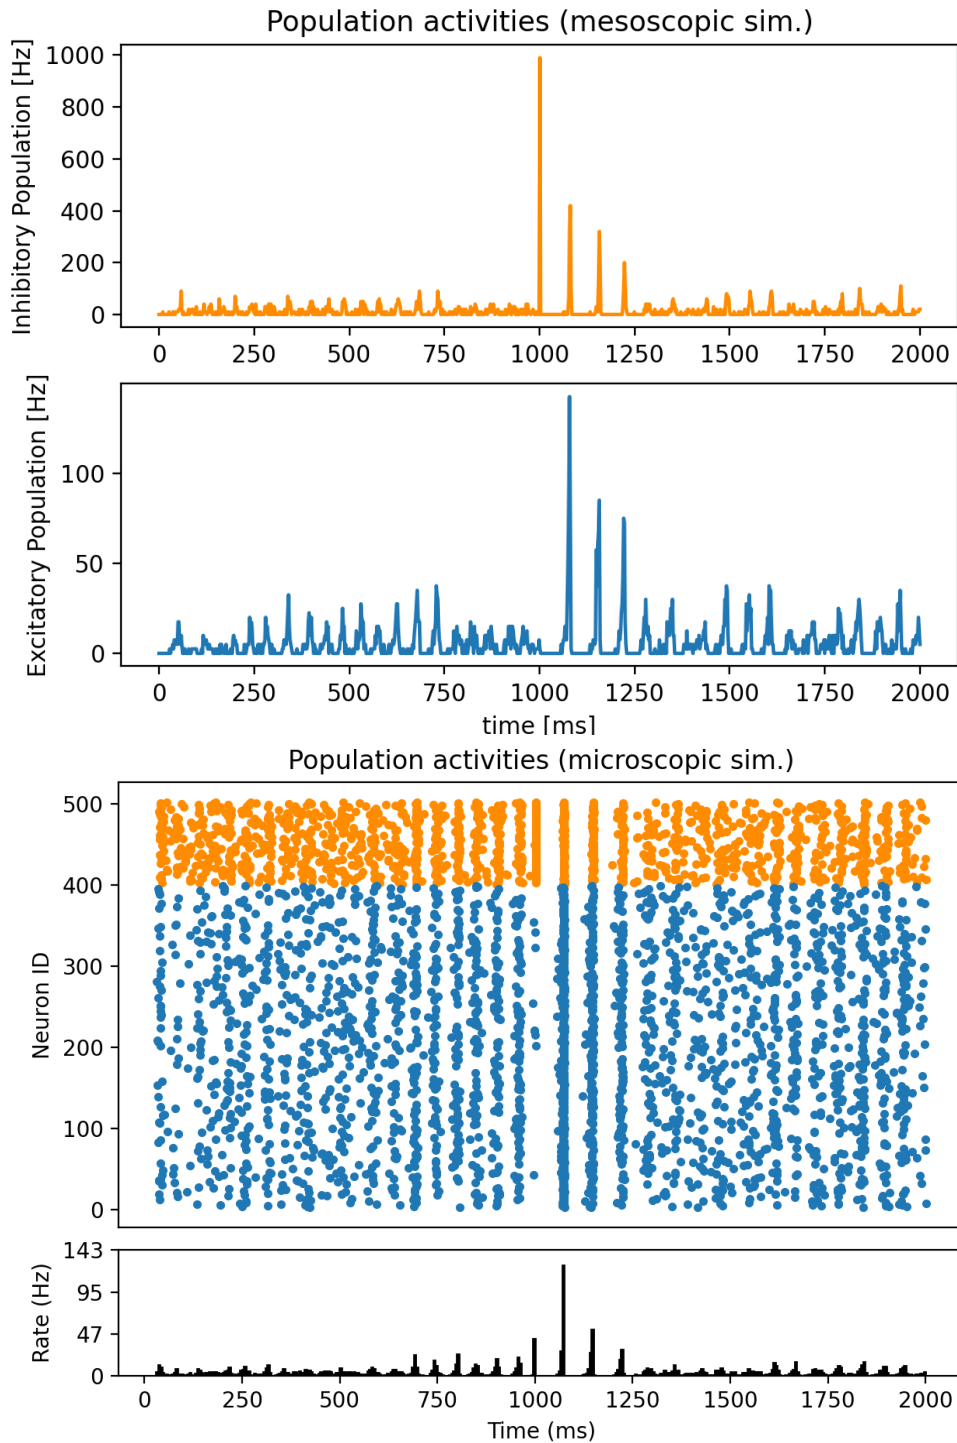 Population activities (mesoscopic sim.)
Inhibitory Population [Hz]
1000
800
600
400
200
0
0 250 500 750 1000 1250 1500 1750 2000
Excitatory Population [Hz]
100
50
0
0 250 500 750 1000 1250 1500 1750 2000
time [ms]
Population activities (microscopic sim.)
Neuron ID
500
400
300
200
100
0
Rate (Hz)
143
95
47
0
0 250 500 750 1000 1250 1500 1750 2000
Time (ms)